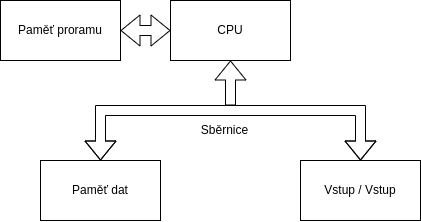 Paměť proramu
CPU
Sběrnice
Paměť dat
Vstup / Vstup